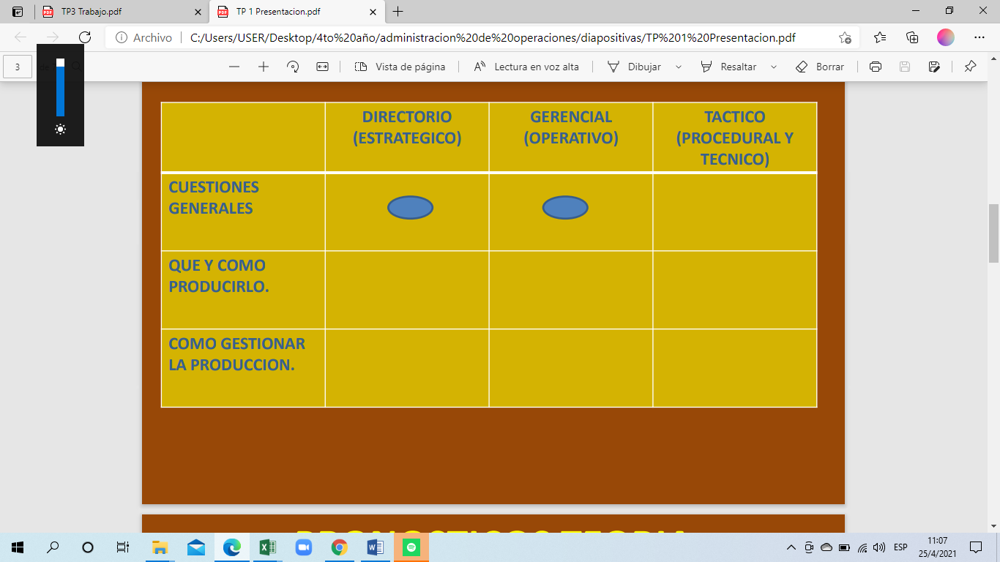 TP3 Trabajo.pdf
TP 1 Presentacion.pdf
Archivo
C:/Users/USER/Desktop/4to%20año/administracion%20de%20operaciones/diapositivas/TP%201%20Presentacion.pdf
3
Vista de página
Lectura en voz alta
Dibujar
Resaltar
Borrar
DIRECTORIO
(ESTRATEGICO)
GERENCIAL
(OPERATIVO)
TACTICO
(PROCEDURAL Y
TECNICO)
CUESTIONES
GENERALES
QUE Y COMO
PRODUCIRLO.
COMO GESTIONAR
LA PRODUCCION.
ESP
11:07
25/4/2021